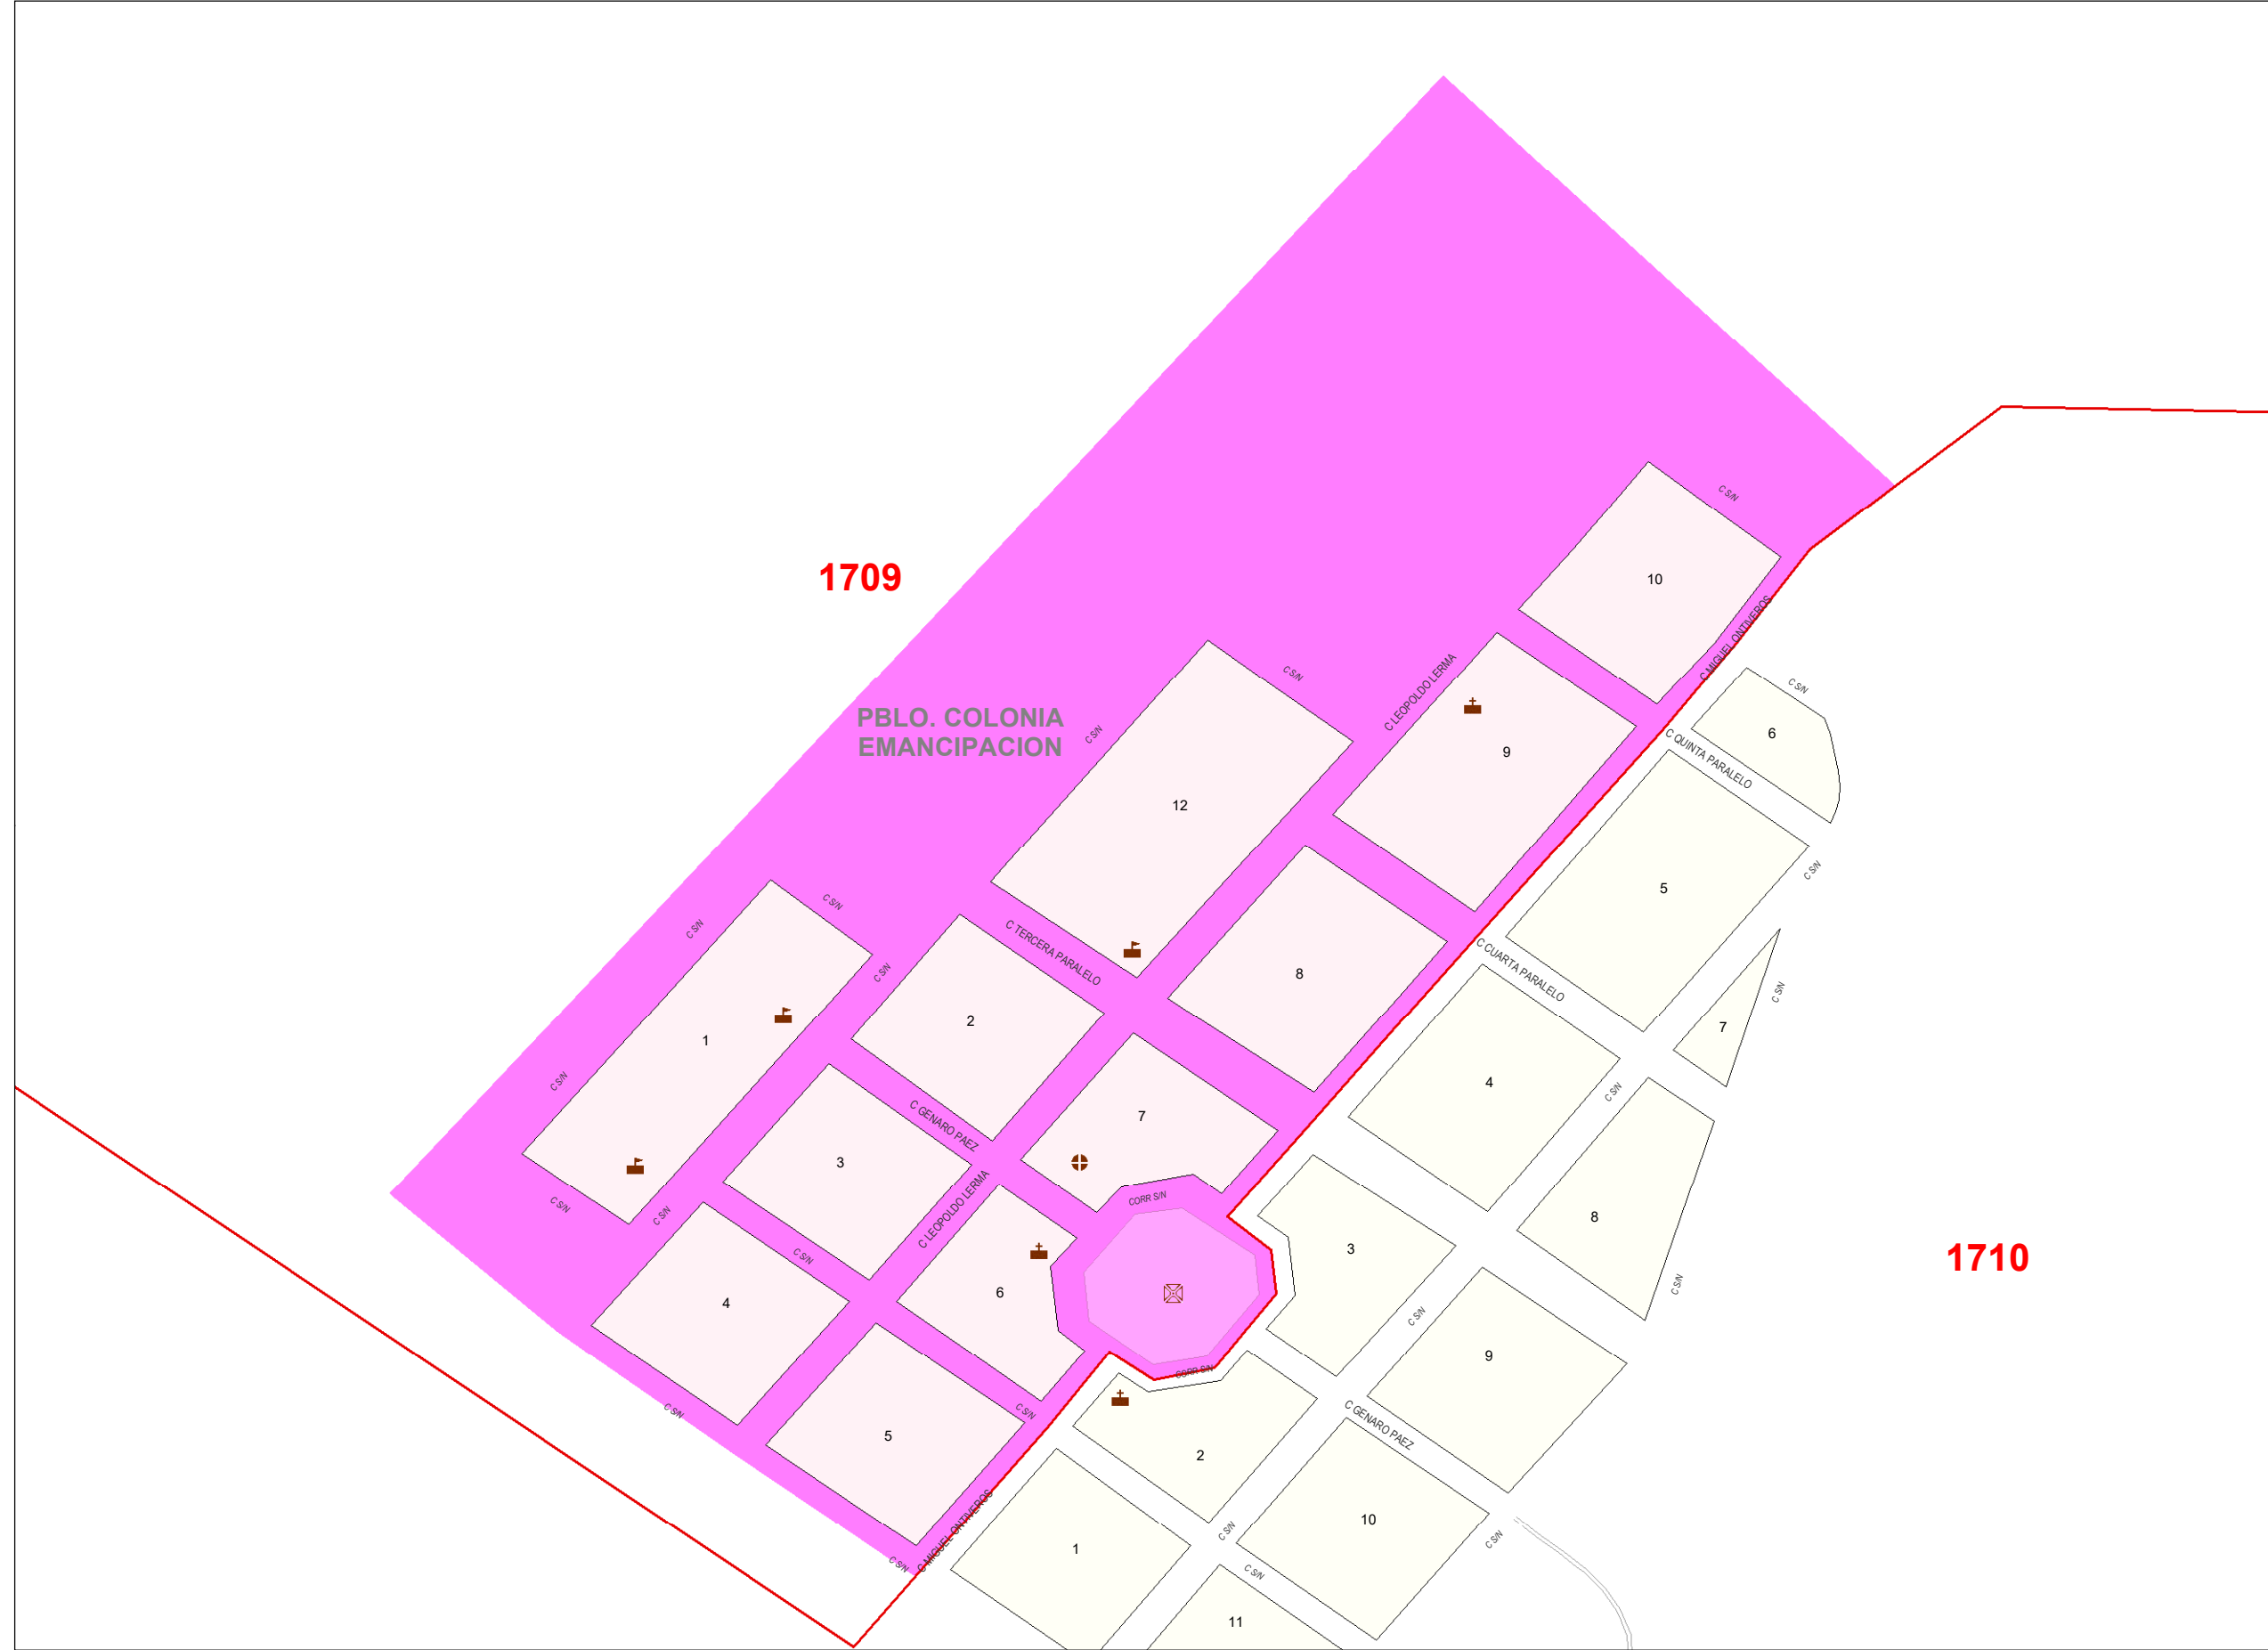 C S/N
1709
10
C MIGUEL ONTIVEROS
C LEOPOLDO LERMA
C S/N
C S/N
PBLO. COLONIA
EMANCIPACION
C S/N
9
6
C QUINTA PARALELO
12
C S/N
5
C S/N
C S/N
C TERCERA PARALELO
C CUARTA PARALELO
C S/N
8
C S/N
2
7
1
C S/N
4
C S/N
C GENARO PAEZ
7
3
C S/N
C LEOPOLDO LERMA
CORR S/N
C S/N
8
3
1710
C S/N
C S/N
6
4
C S/N
9
CORR S/N
C S/N
C S/N
C GENARO PAEZ
5
2
C MIGUEL ONTIVEROS
10
C S/N
C S/N
1
C S/N
C S/N
11